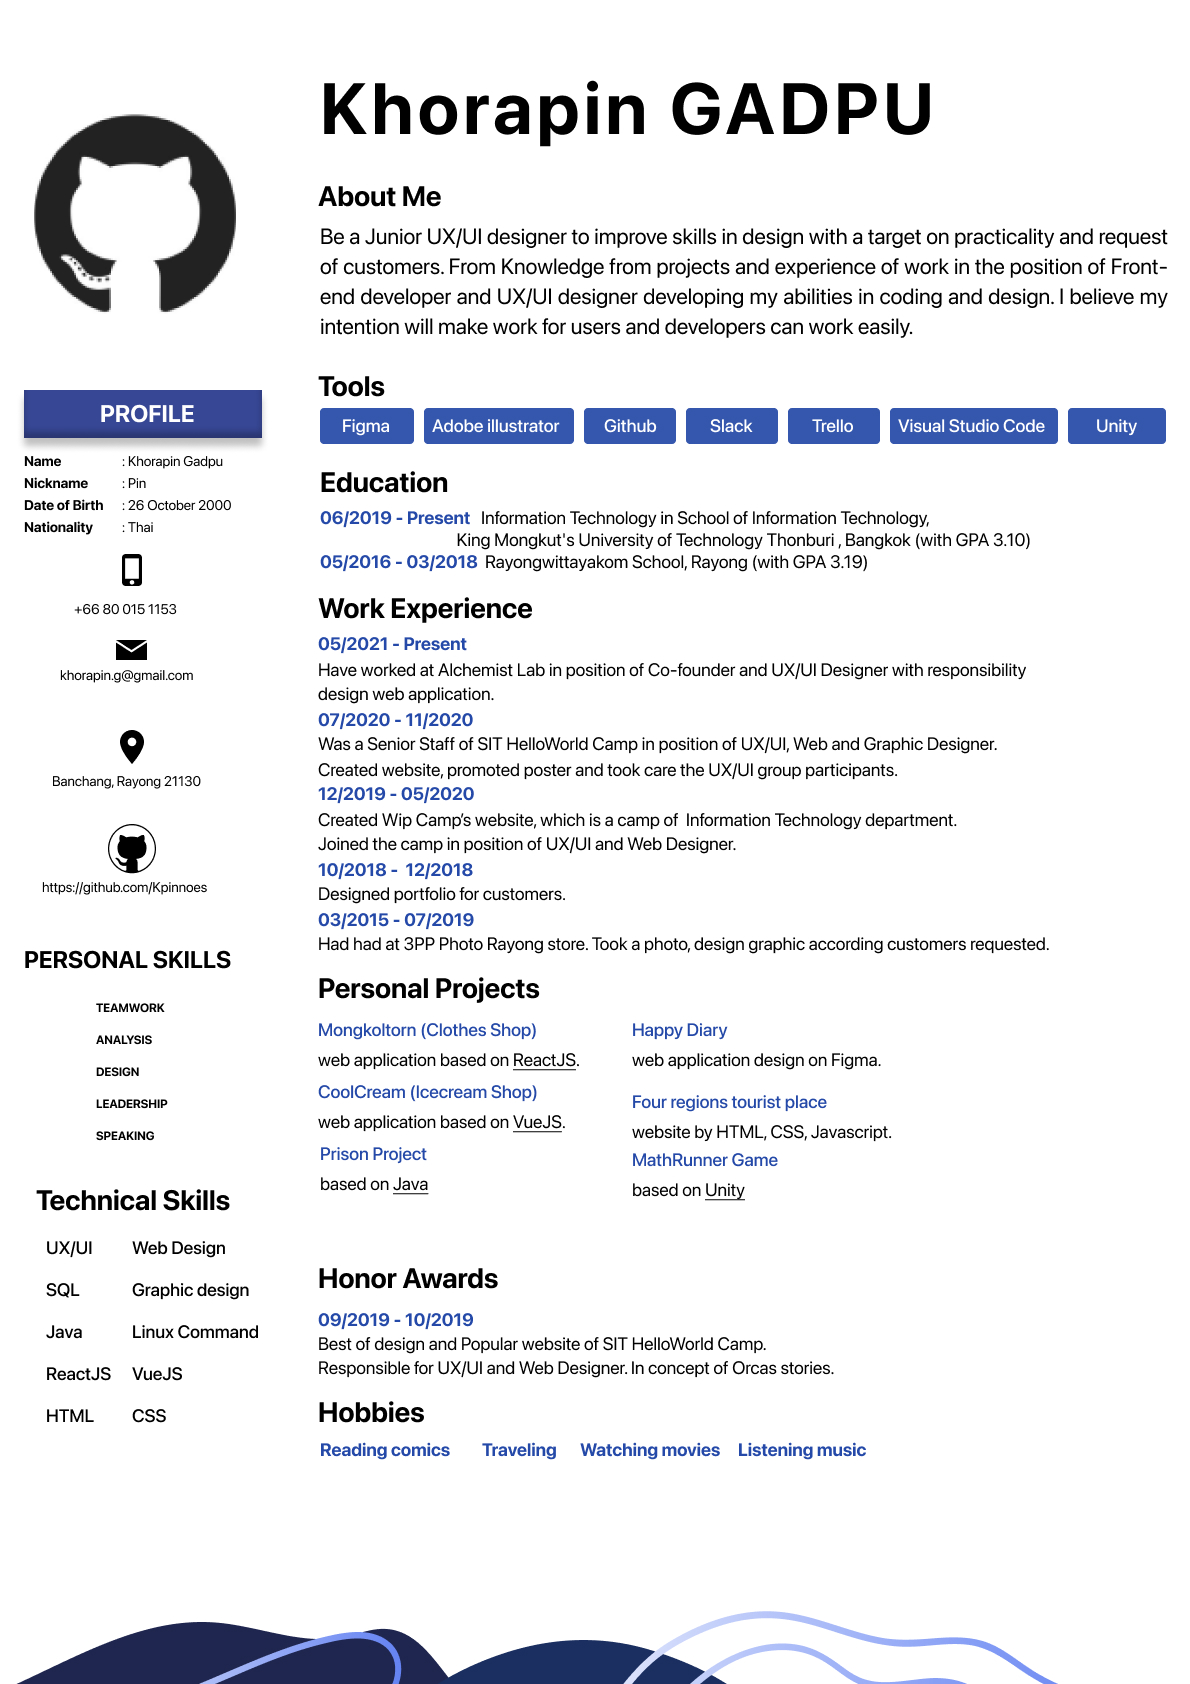 Khorapin GADPU
About Me
Be a Junior UX/UI designer to improve skills in design with a target on practicality and request
of customers. From Knowledge from projects and experience of work in the position of Front-
end developer and UX/UI designer developing my abilities in coding and design. I believe my
intention will make work for users and developers can work easily.
Tools
Figma Adobe illustrator Github Slack Trello Visual Studio Code Unity
Education
06/2019 - Present Information Technology in School of Information Technology,
King Mongkut's University of Technology Thonburi , Bangkok (with GPA 3.10)
05/2016 - 03/2018 Rayongwittayakom School, Rayong (with GPA 3.19)
Work Experience
05/2021 - Present
Have worked at Alchemist Lab in position of Co-founder and UX/UI Designer with responsibility
design web application.
07/2020 - 11/2020
Was a Senior Staff of SIT HelloWorld Camp in position of UX/UI, Web and Graphic Designer.
Created website, promoted poster and took care the UX/UI group participants.
12/2019 - 05/2020
Created Wip Camp's website, which is a camp of Information Technology department.
Joined the camp in position of UX/UI and Web Designer.
10/2018 - 12/2018
Designed portfolio for customers.
03/2015 - 07/2019
Had had at 3PP Photo Rayong store. Took a photo, design graphic according customers requested.
Personal Projects
Mongkoltorn (Clothes Shop)
web application based on ReactJS.
CoolCream (Icecream Shop)
web application based on VueJS.
Prison Project
based on Java
Happy Diary
web application design on Figma.
Four regions tourist place
website by HTML, CSS, Javascript.
MathRunner Game
based on Unity
Honor Awards
09/2019 - 10/2019
Best of design and Popular website of SIT HelloWorld Camp.
Responsible for UX/UI and Web Designer. In concept of Orcas stories.
Hobbies
Reading comics Traveling Watching movies Listening music
PROFILE
Name : Khorapin Gadpu
Nickname : Pin
Date of Birth : 26 October 2000
Nationality : Thai
+66 80 015 1153
khorapin.g@gmail.com
Banchang, Rayong 21130
https://github.com/Kpinnoes
PERSONAL SKILLS
TEAMWORK
ANALYSIS
DESIGN
LEADERSHIP
SPEAKING
Technical Skills
UX/UI Web Design
SQL Graphic design
Java Linux Command
ReactJS VueJS
HTML CSS